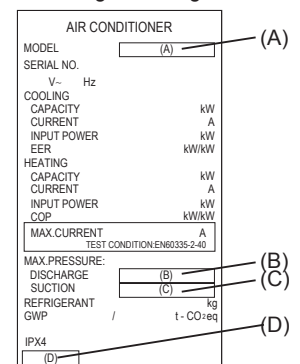 AIR CONDITIONER
MODEL (A) (A)
SERIAL NO.
V~ Hz
COOLING
CAPACITY kW
CURRENT A
INPUT POWER kW
EER kW/kW
HEATING
CAPACITY kW
CURRENT A
INPUT POWER kW
COP kW/kW
MAX.CURRENT A
TEST CONDITION:EN60335-2-40
MAX.PRESSURE:
DISCHARGE (B) (B)
SUCTION (C) (C)
REFRIGERANT kg
GWP / t-CO2eq
(D)
IPX4
(D)